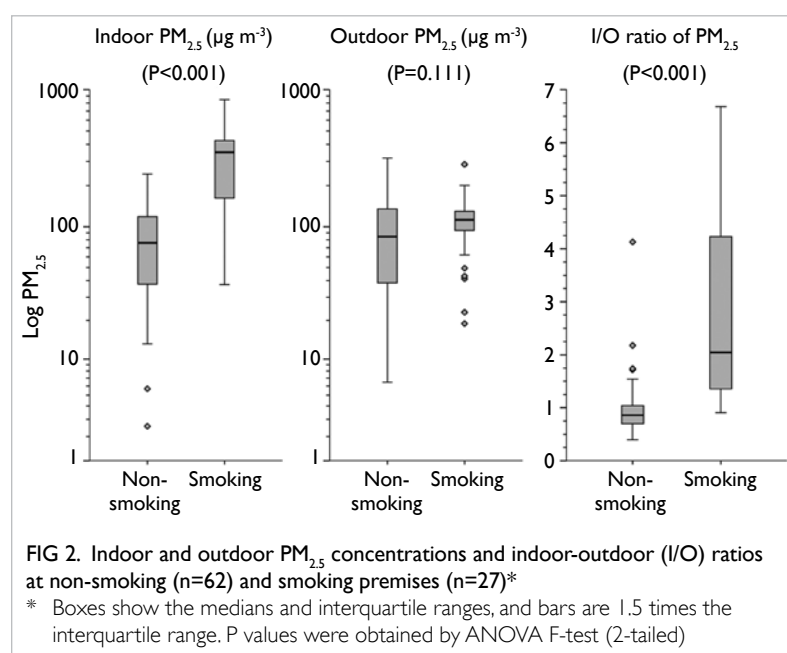 Indoor PM2.5 (µg m-3)
(P<0.001)
Outdoor PM2.5 (µg m-3)
(P=0.111)
I/O ratio of PM2.5
(P<0.001)
Log PM2.5
1000
100
10
1
Non-
smoking
Smoking
1000
100
10
1
Non-
smoking
Smoking
7
6
5
4
3
2
1
0
Non-
smoking
Smoking
FIG 2. Indoor and outdoor PM2.5 concentrations and indoor-outdoor (I/O) ratios
at non-smoking (n=62) and smoking premises (n=27)*
* Boxes show the medians and interquartile ranges, and bars are 1.5 times the
interquartile range. P values were obtained by ANOVA F-test (2-tailed)